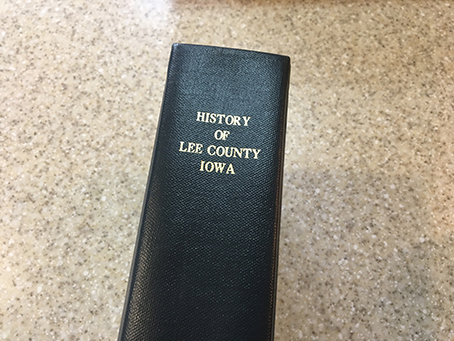 HISTORY
OF
LEE COUNTY
IOWA